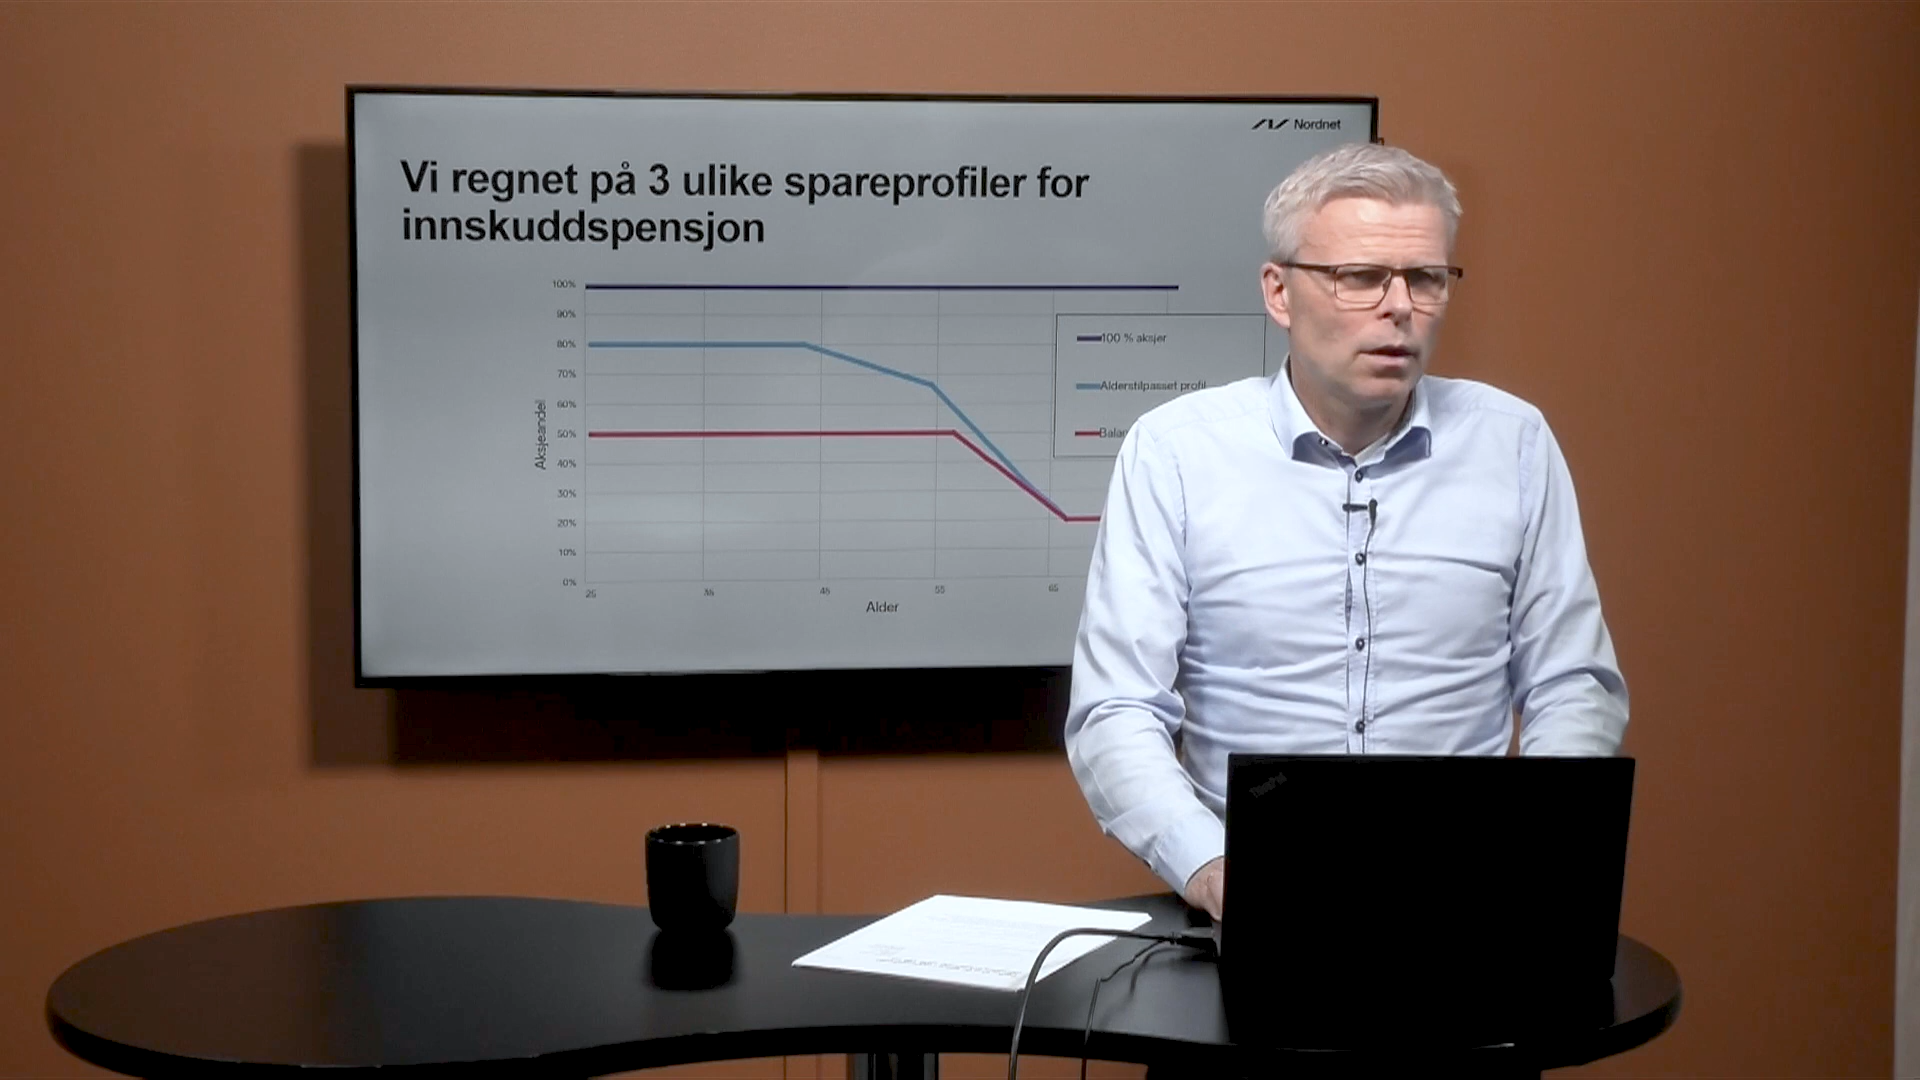 Nordnet
Vi regnet på 3 ulike spareprofiler for
innskuddspensjon
100%
90%
80%
70%
60%
50%
40%
30%
20%
10%
0%
Aksjeandel
25
35
45
55
65
Alder
100 % aksjer
Alderstilpasset profil
ThinkPad